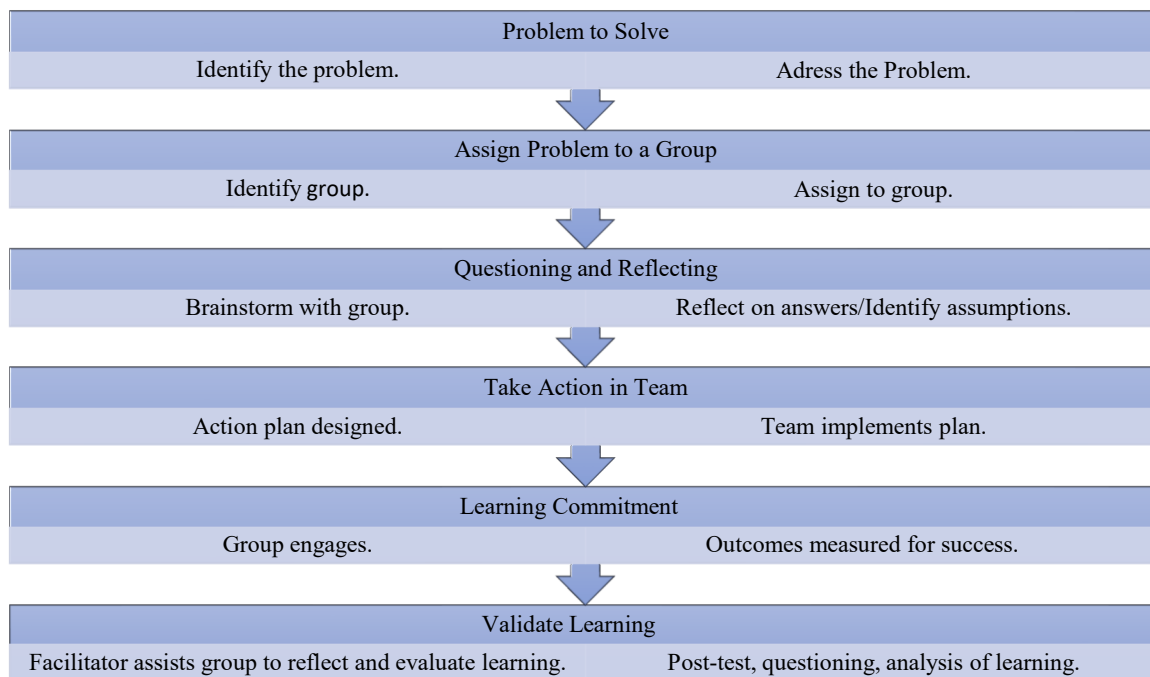 Problem to Solve
Identify the problem.
Adress the Problem.
Assign Problem to a Group
Identify group.
Assign to group.
Questioning and Reflecting
Brainstorm with group.
Reflect on answers/Identify assumptions.
Take Action in Team
Action plan designed.
Team implements plan.
Learning Commitment
Group engages.
Outcomes measured for success.
Validate Learning
Facilitator assists group to reflect and evaluate learning.
Post-test, questioning, analysis of learning.